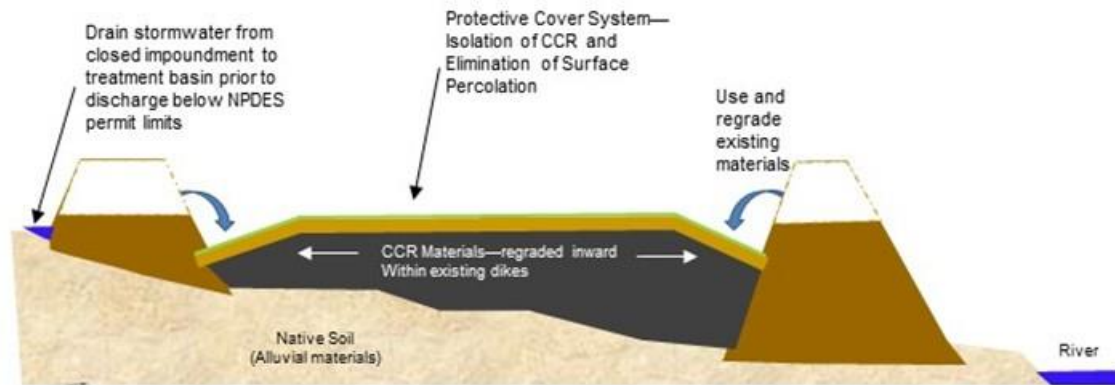 Drain stormwater from
closed impoundment to
treatment basin prior to
discharge below NPDES
permit limits
Protective Cover System—
Isolation of CCR and
Elimination of Surface
Percolation
Use and
regrade
existing
materials
CCR Materials—regraded inward
Within existing dikes
Native Soil
(Alluvial materials)
River